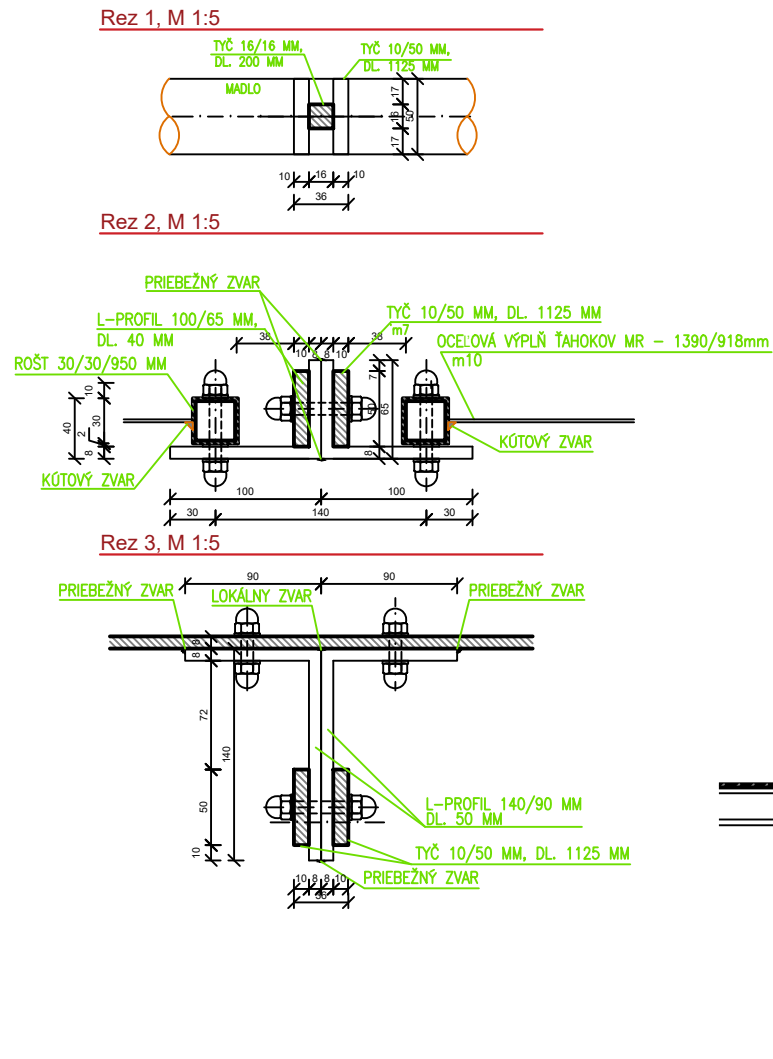 Rez 1, M 1:5
TYČ 16/16 MM,
DL. 200 MM
TYČ 10/50 MM,
DL. 1125 MM
MADLO
17
16
17
50
10
16
10
36
Rez 2, M 1:5
PRIEBEŽNÝ ZVAR
L-PROFIL 100/65 MM,
DL. 40 MM
TYČ 10/50 MM, DL. 1125 MM
m7
OCEĽOVÁ VÝPLŇ ŤAHOKOV MR - 1390/918mm
m10
ROŠT 30/30/950 MM
38
10
8
8
10
38
7
50
65
8
10
30
40
2
8
KÚTOVÝ ZVAR
KÚTOVÝ ZVAR
100
100
30
140
30
Rez 3, M 1:5
90
90
PRIEBEŽNÝ ZVAR
LOKÁLNY ZVAR
PRIEBEŽNÝ ZVAR
8
8
72
140
50
10
L-PROFIL 140/90 MM
DL. 50 MM
TYČ 10/50 MM, DL. 1125 MM
PRIEBEŽNÝ ZVAR
10
8
8
10
36